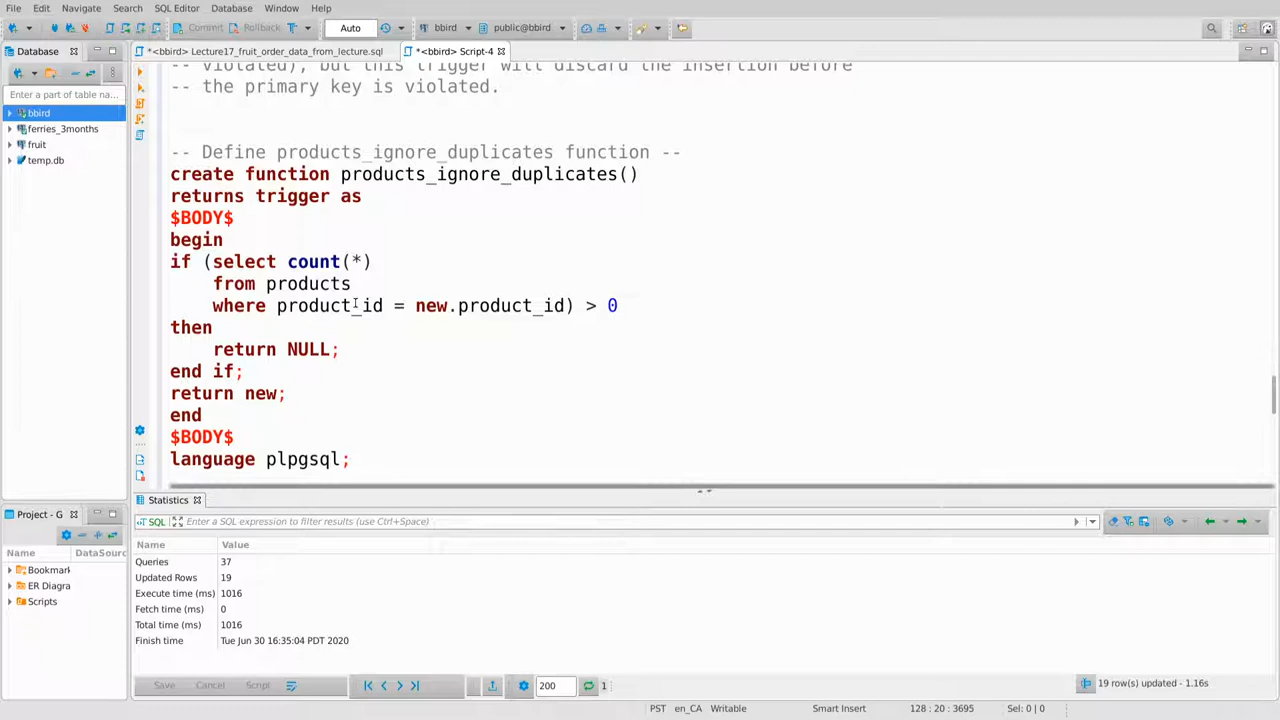 File Edit Navigate Search SQL Editor Database Window Help
Commit Rollback Auto bbird public@bbird
Database
*<bbird> Lecture17_fruit_order_data_from_lecture.sql *<bbird> Script-4
Enter a part of table na...
bbird
ferries_3months
fruit
temp.db
-- violated), but this trigger will discard the insertion before
-- the primary key is violated.
-- Define products_ignore_duplicates function --
create function products_ignore_duplicates()
returns trigger as
$BODY$
begin
if (select count(*)
from products
where product_id = new.product_id) > 0
then
return NULL;
end if;
return new;
end
$BODY$
language plpgsql;
Project - G
Name DataSourc
Bookmark
ER Diagra
Scripts
Statistics
SQL Enter a SQL expression to filter results (use Ctrl+Space)
Name Value
Queries 37
Updated Rows 19
Execute time (ms) 1016
Fetch time (ms) 0
Total time (ms) 1016
Finish time Tue Jun 30 16:35:04 PDT 2020
Save Cancel Script 200 1 19 row(s) updated - 1.16s
PST en_CA Writable Smart Insert 128 : 20 : 3695 Sel: 0 | 0